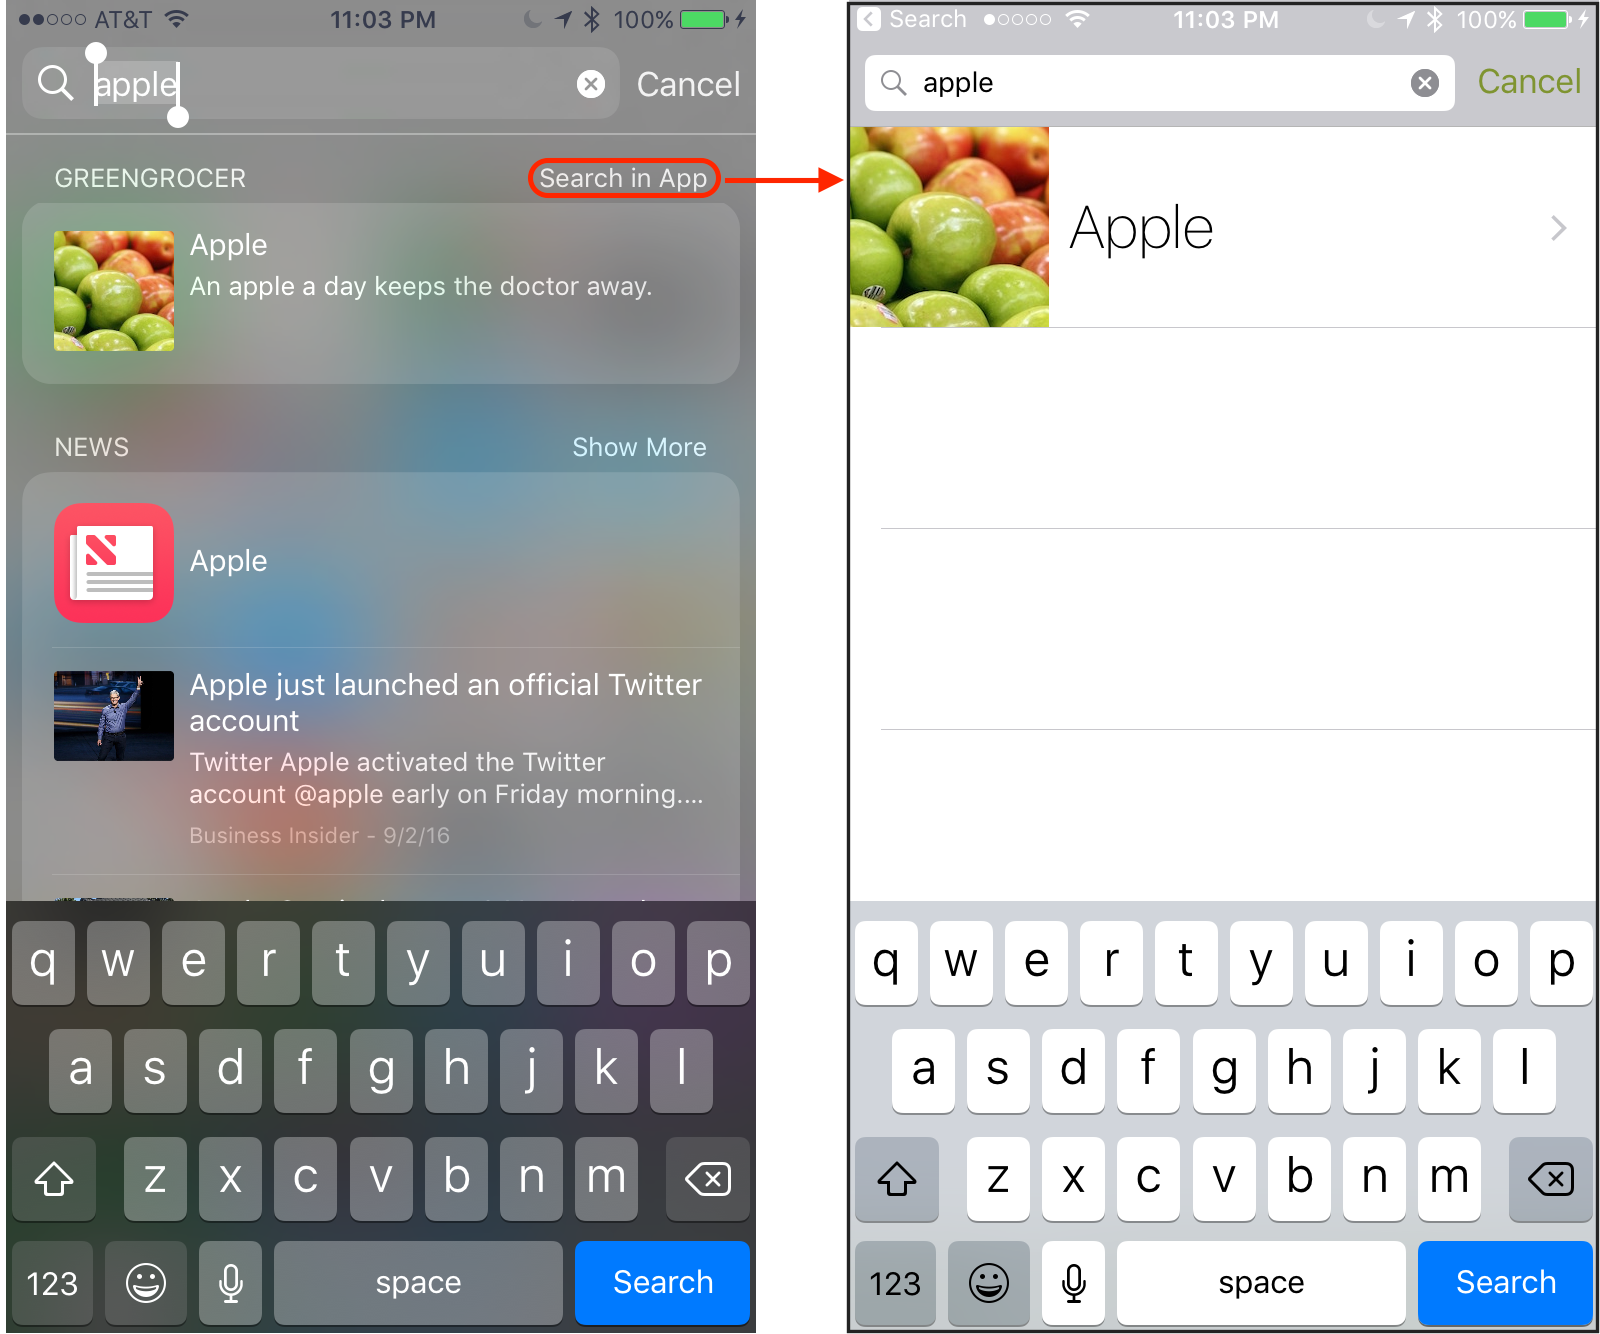 AT&T 11:03 PM 100%
apple Cancel
GREENGROCER Search in App
Apple
An apple a day keeps the doctor away.
NEWS Show More
Apple
Apple just launched an official Twitter
account
Twitter Apple activated the Twitter
account @apple early on Friday morning....
Business Insider - 9/2/16
q w e r t y u i o p
a s d f g h j k l
z x c v b n m
123 space Search
Search 11:03 PM 100%
apple Cancel
Apple
q w e r t y u i o p
a s d f g h j k l
z x c v b n m
123 space Search